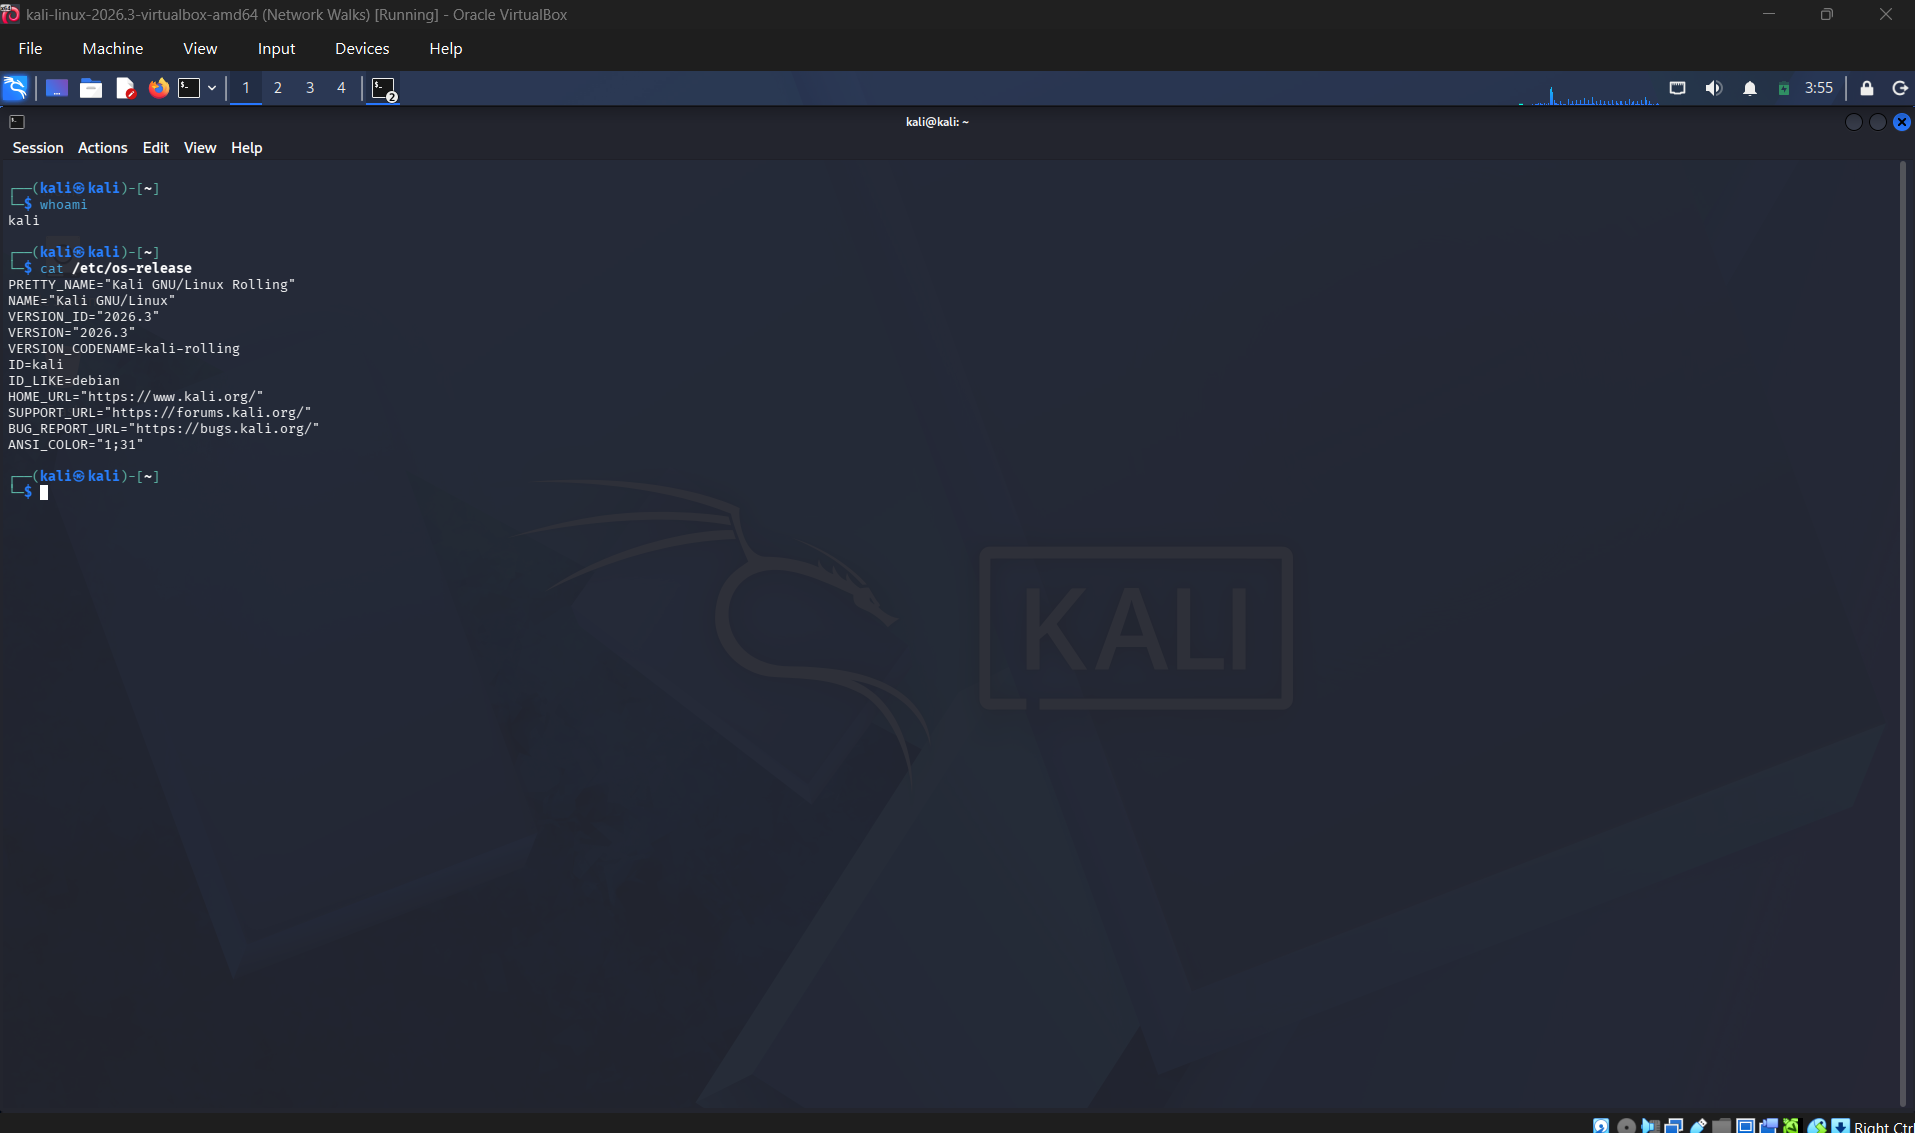 kali-linux-2026.3-virtualbox-amd64 (Network Walks) [Running] - Oracle VirtualBox
File Machine View Input Devices Help
1 2 3 4 2 3:55
kali@kali: ~
Session Actions Edit View Help
┌──(kali㉿kali)-[~]
└─$ whoami
kali
┌──(kali㉿kali)-[~]
└─$ cat /etc/os-release
PRETTY_NAME="Kali GNU/Linux Rolling"
NAME="Kali GNU/Linux"
VERSION_ID="2026.3"
VERSION="2026.3"
VERSION_CODENAME=kali-rolling
ID=kali
ID_LIKE=debian
HOME_URL="https://www.kali.org/"
SUPPORT_URL="https://forums.kali.org/"
BUG_REPORT_URL="https://bugs.kali.org/"
ANSI_COLOR="1;31"
┌──(kali㉿kali)-[~]
└─$
KALI
Right Ctrl